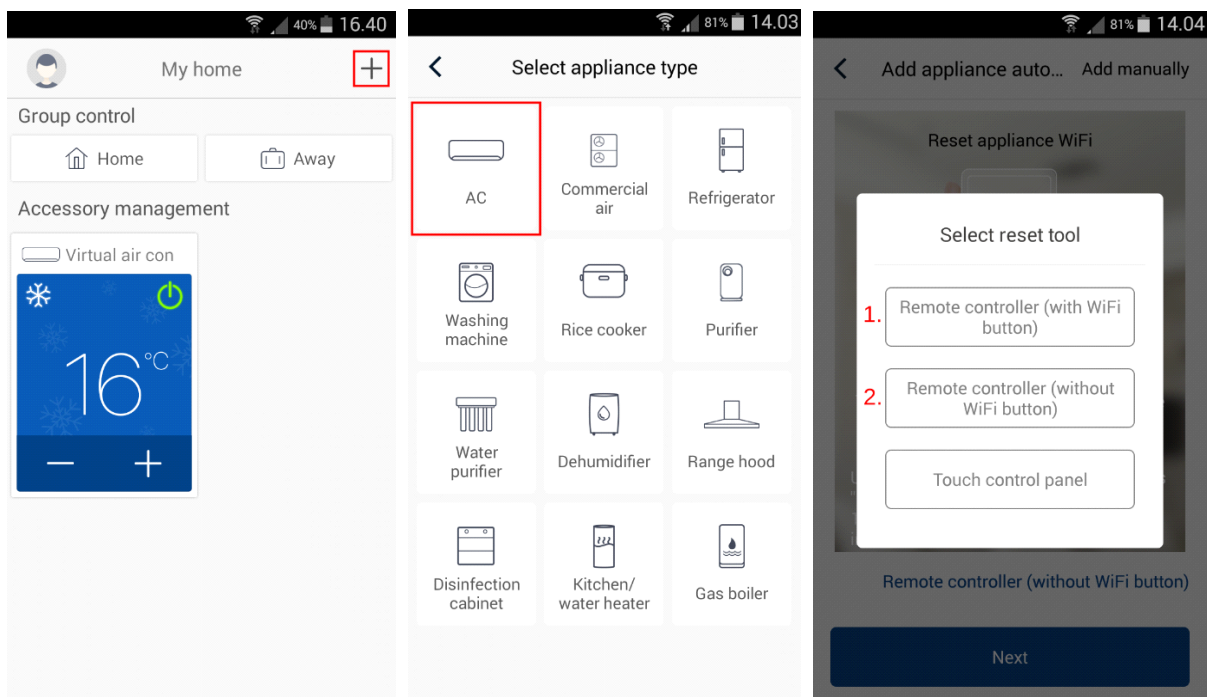 40% 16.40
My home
Group control
Home
Away
Accessory management
Virtual air con
16°C
81% 14.03
Select appliance type
AC
Commercial
air
Refrigerator
Washing
machine
Rice cooker
Purifier
Water
purifier
Dehumidifier
Range hood
Disinfection
cabinet
Kitchen/
water heater
Gas boiler
81% 14.04
Add appliance auto... Add manually
Reset appliance WiFi
Select reset tool
1. Remote controller (with WiFi
button)
2. Remote controller (without
WiFi button)
Touch control panel
Remote controller (without WiFi button)
Next